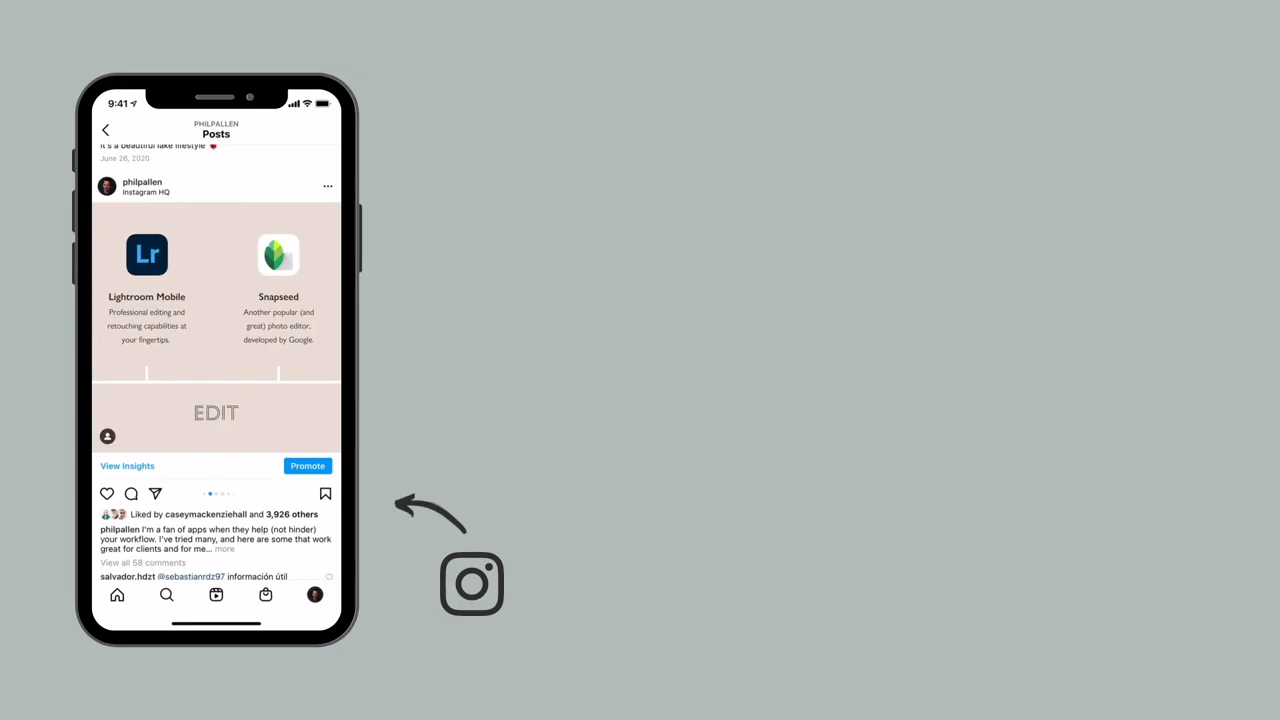 9:41
PHILPALLEN
Posts
it's a beautiful lake lifestyle
June 26, 2020
philpallen
Instagram HQ
Lr
Lightroom Mobile
Professional editing and
retouching capabilities at
your fingertips.
Snapseed
Another popular (and
great) photo editor,
developed by Google.
EDIT
View Insights
Promote
Liked by caseymackenziehall and 3,926 others
philpallen I'm a fan of apps when they help (not hinder)
your workflow. I've tried many, and here are some that work
great for clients and for me... more
View all 58 comments
salvador.hdzt @sebastianrdz97 información útil